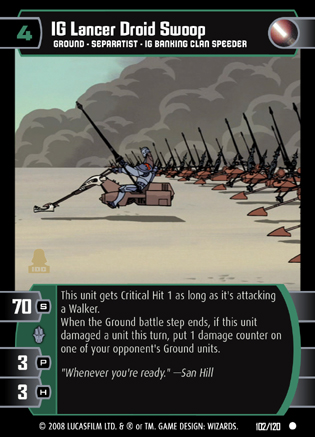 4
IG Lancer Droid Swoop
GROUND - SEPARATIST - IG BANKING CLAN SPEEDER
70 S
3 P
3 H
This unit gets Critical Hit 1 as long as it's attacking
a Walker.
When the Ground battle step ends, if this unit
damaged a unit this turn, put 1 damage counter on
one of your opponent's Ground units.
"Whenever you're ready." —San Hill
© 2008 LUCASFILM LTD. & ® or TM. GAME DESIGN: WIZARDS.
102/120